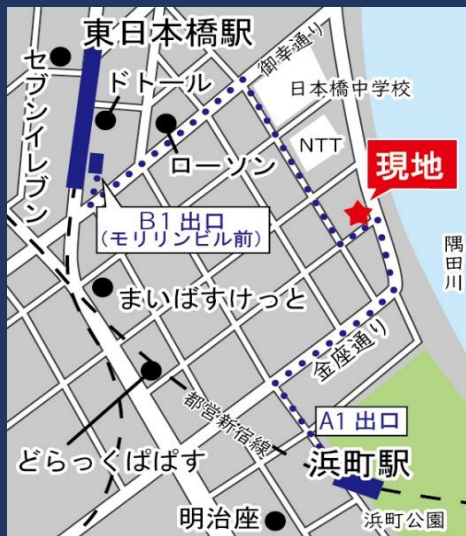 東日本橋駅
セブンイレブン
ドトール
御幸通り
日本橋中学校
ローソン
NTT
現地
B1出口
(モリリンビル前)
隅田川
まいばすけっと
金座通り
都営新宿線
A1出口
どらっくぱぱす
浜町駅
明治座
浜町公園